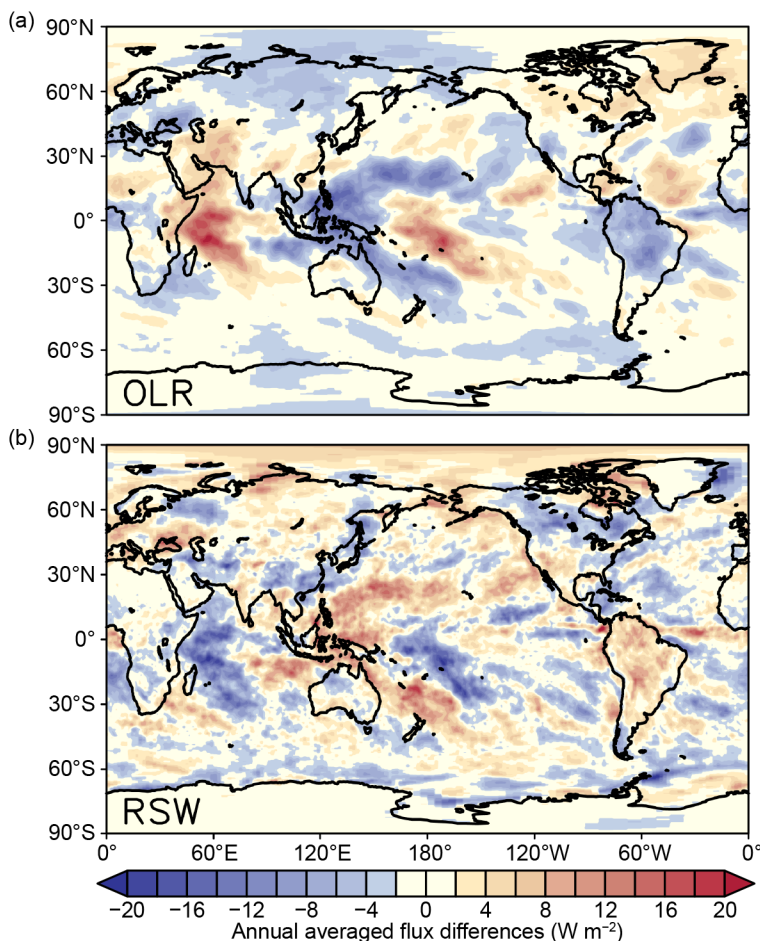 (a)
90°N
60°N
30°N
0°
30°S
60°S
90°S
OLR
(b)
90°N
60°N
30°N
0°
30°S
60°S
90°S
RSW
0° 60°E 120°E 180° 120°W 60°W 0°
−20 −16 −12 −8 −4 0 4 8 12 16 20
Annual averaged flux differences (W m⁻²)